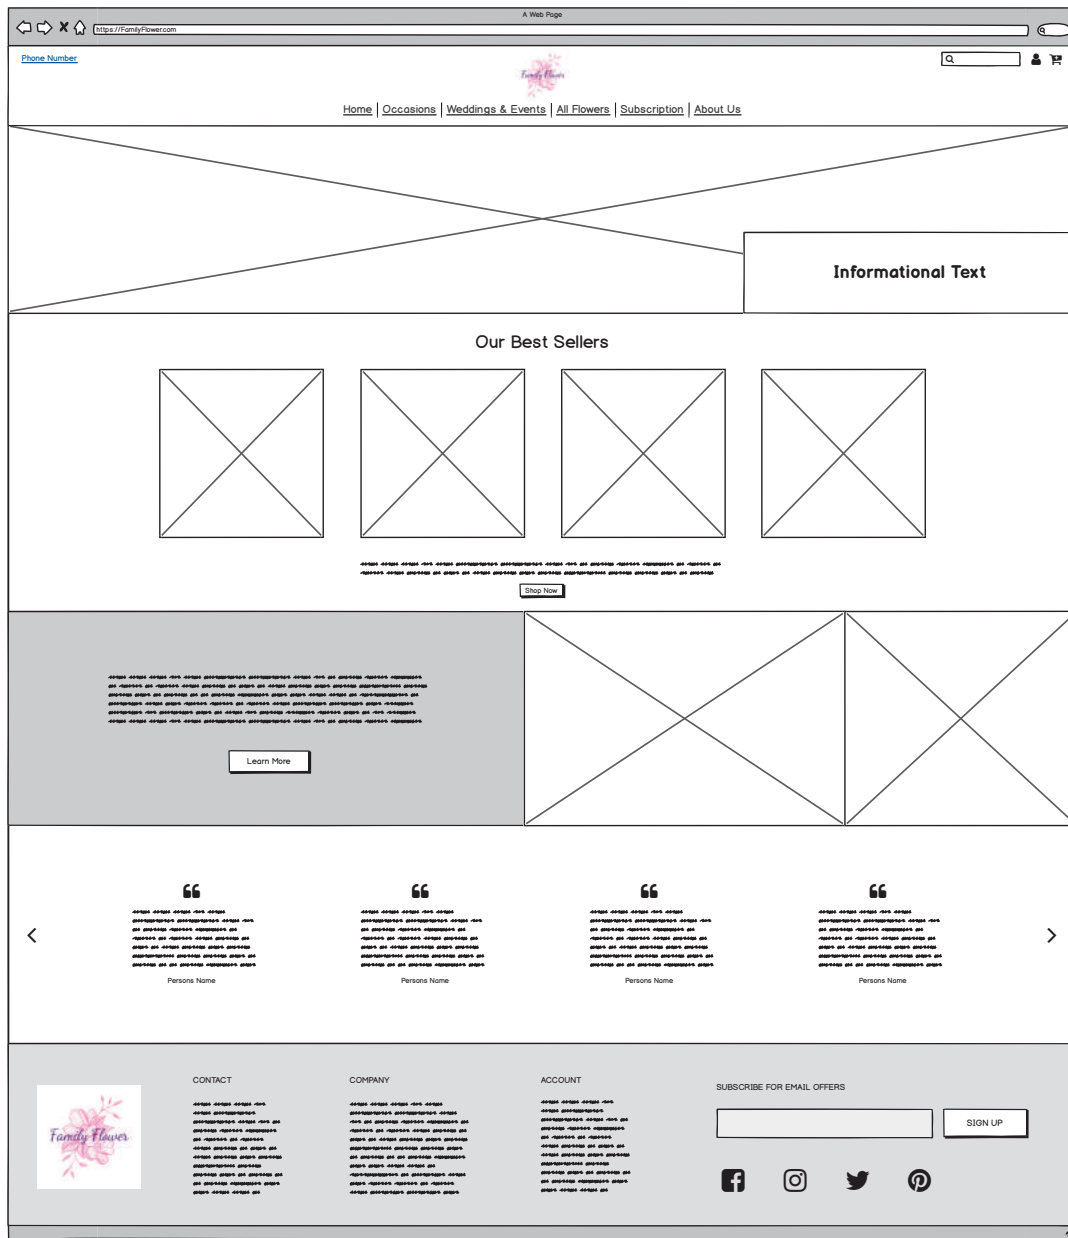 A Web Page
https://FamilyFlower.com
Phone Number
Family Flower
Home | Occasions | Weddings & Events | All Flowers | Subscription | About Us
Informational Text
Our Best Sellers
Shop Now
Learn More
Persons Name
Persons Name
Persons Name
Persons Name
CONTACT
COMPANY
ACCOUNT
SUBSCRIBE FOR EMAIL OFFERS
Family Flower
SIGN UP